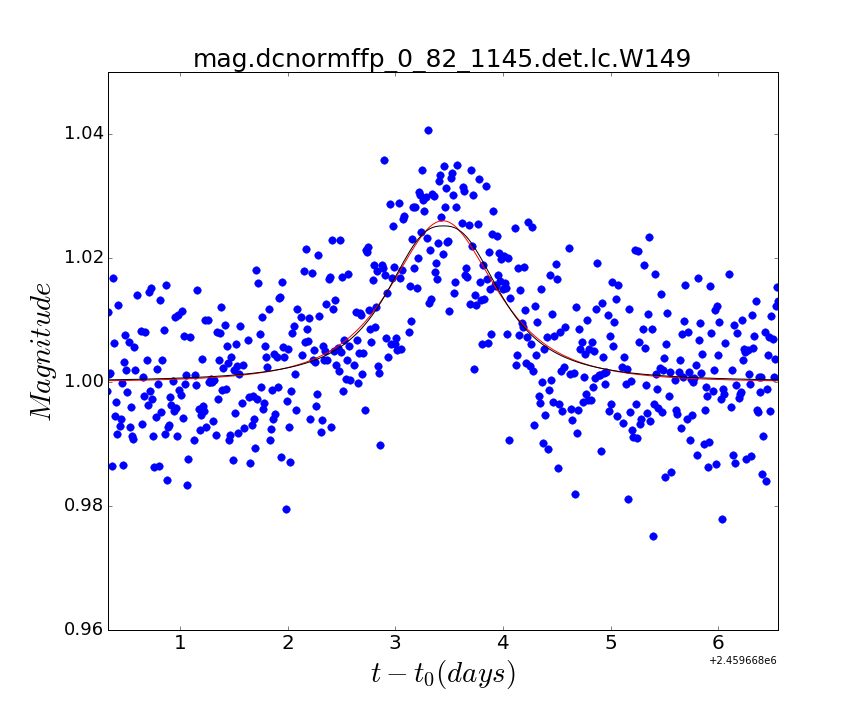 mag.dcnormffp_0_82_1145.det.lc.W149
Magnitude
1.04
1.02
1.00
0.98
0.96
1 2 3 4 5 6
+2.459668e6
t − t₀(days)